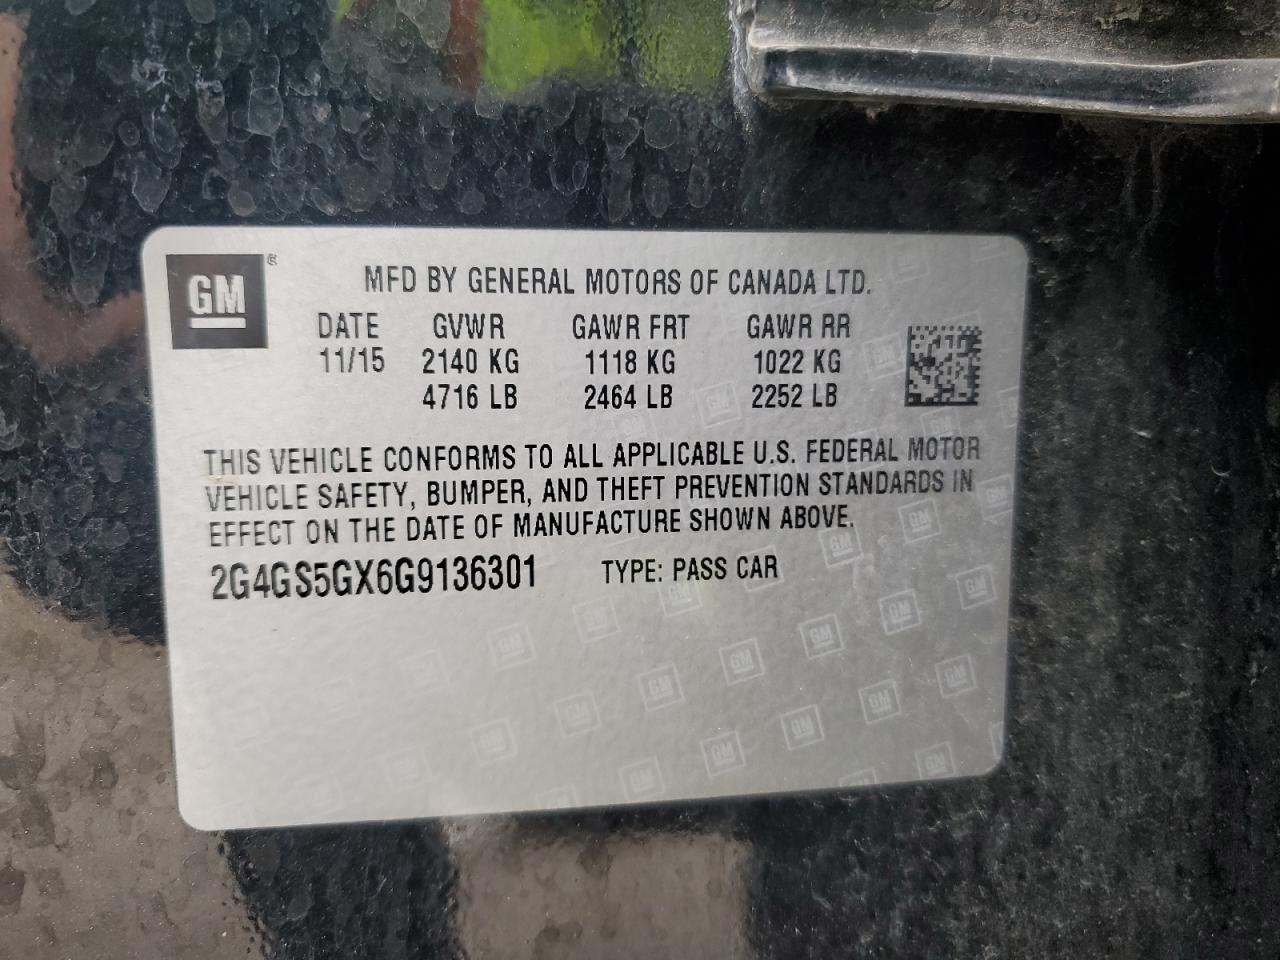 GM®
MFD BY GENERAL MOTORS OF CANADA LTD.
DATE GVWR GAWR FRT GAWR RR
11/15 2140 KG 1118 KG 1022 KG
4716 LB 2464 LB 2252 LB
THIS VEHICLE CONFORMS TO ALL APPLICABLE U.S. FEDERAL MOTOR
VEHICLE SAFETY, BUMPER, AND THEFT PREVENTION STANDARDS IN
EFFECT ON THE DATE OF MANUFACTURE SHOWN ABOVE.
2G4GS5GX6G9136301 TYPE: PASS CAR